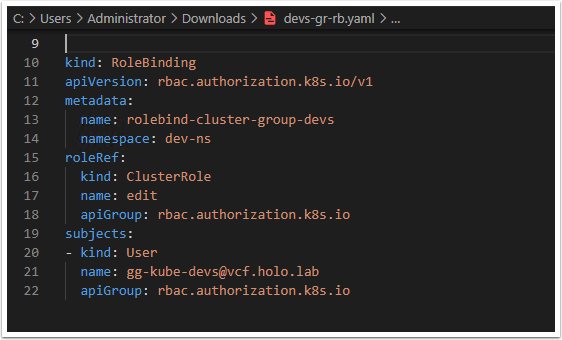 C: > Users > Administrator > Downloads > devs-gr-rb.yaml > ...
9
10 kind: RoleBinding
11 apiVersion: rbac.authorization.k8s.io/v1
12 metadata:
13   name: rolebind-cluster-group-devs
14   namespace: dev-ns
15 roleRef:
16   kind: ClusterRole
17   name: edit
18   apiGroup: rbac.authorization.k8s.io
19 subjects:
20 - kind: User
21   name: gg-kube-devs@vcf.holo.lab
22   apiGroup: rbac.authorization.k8s.io